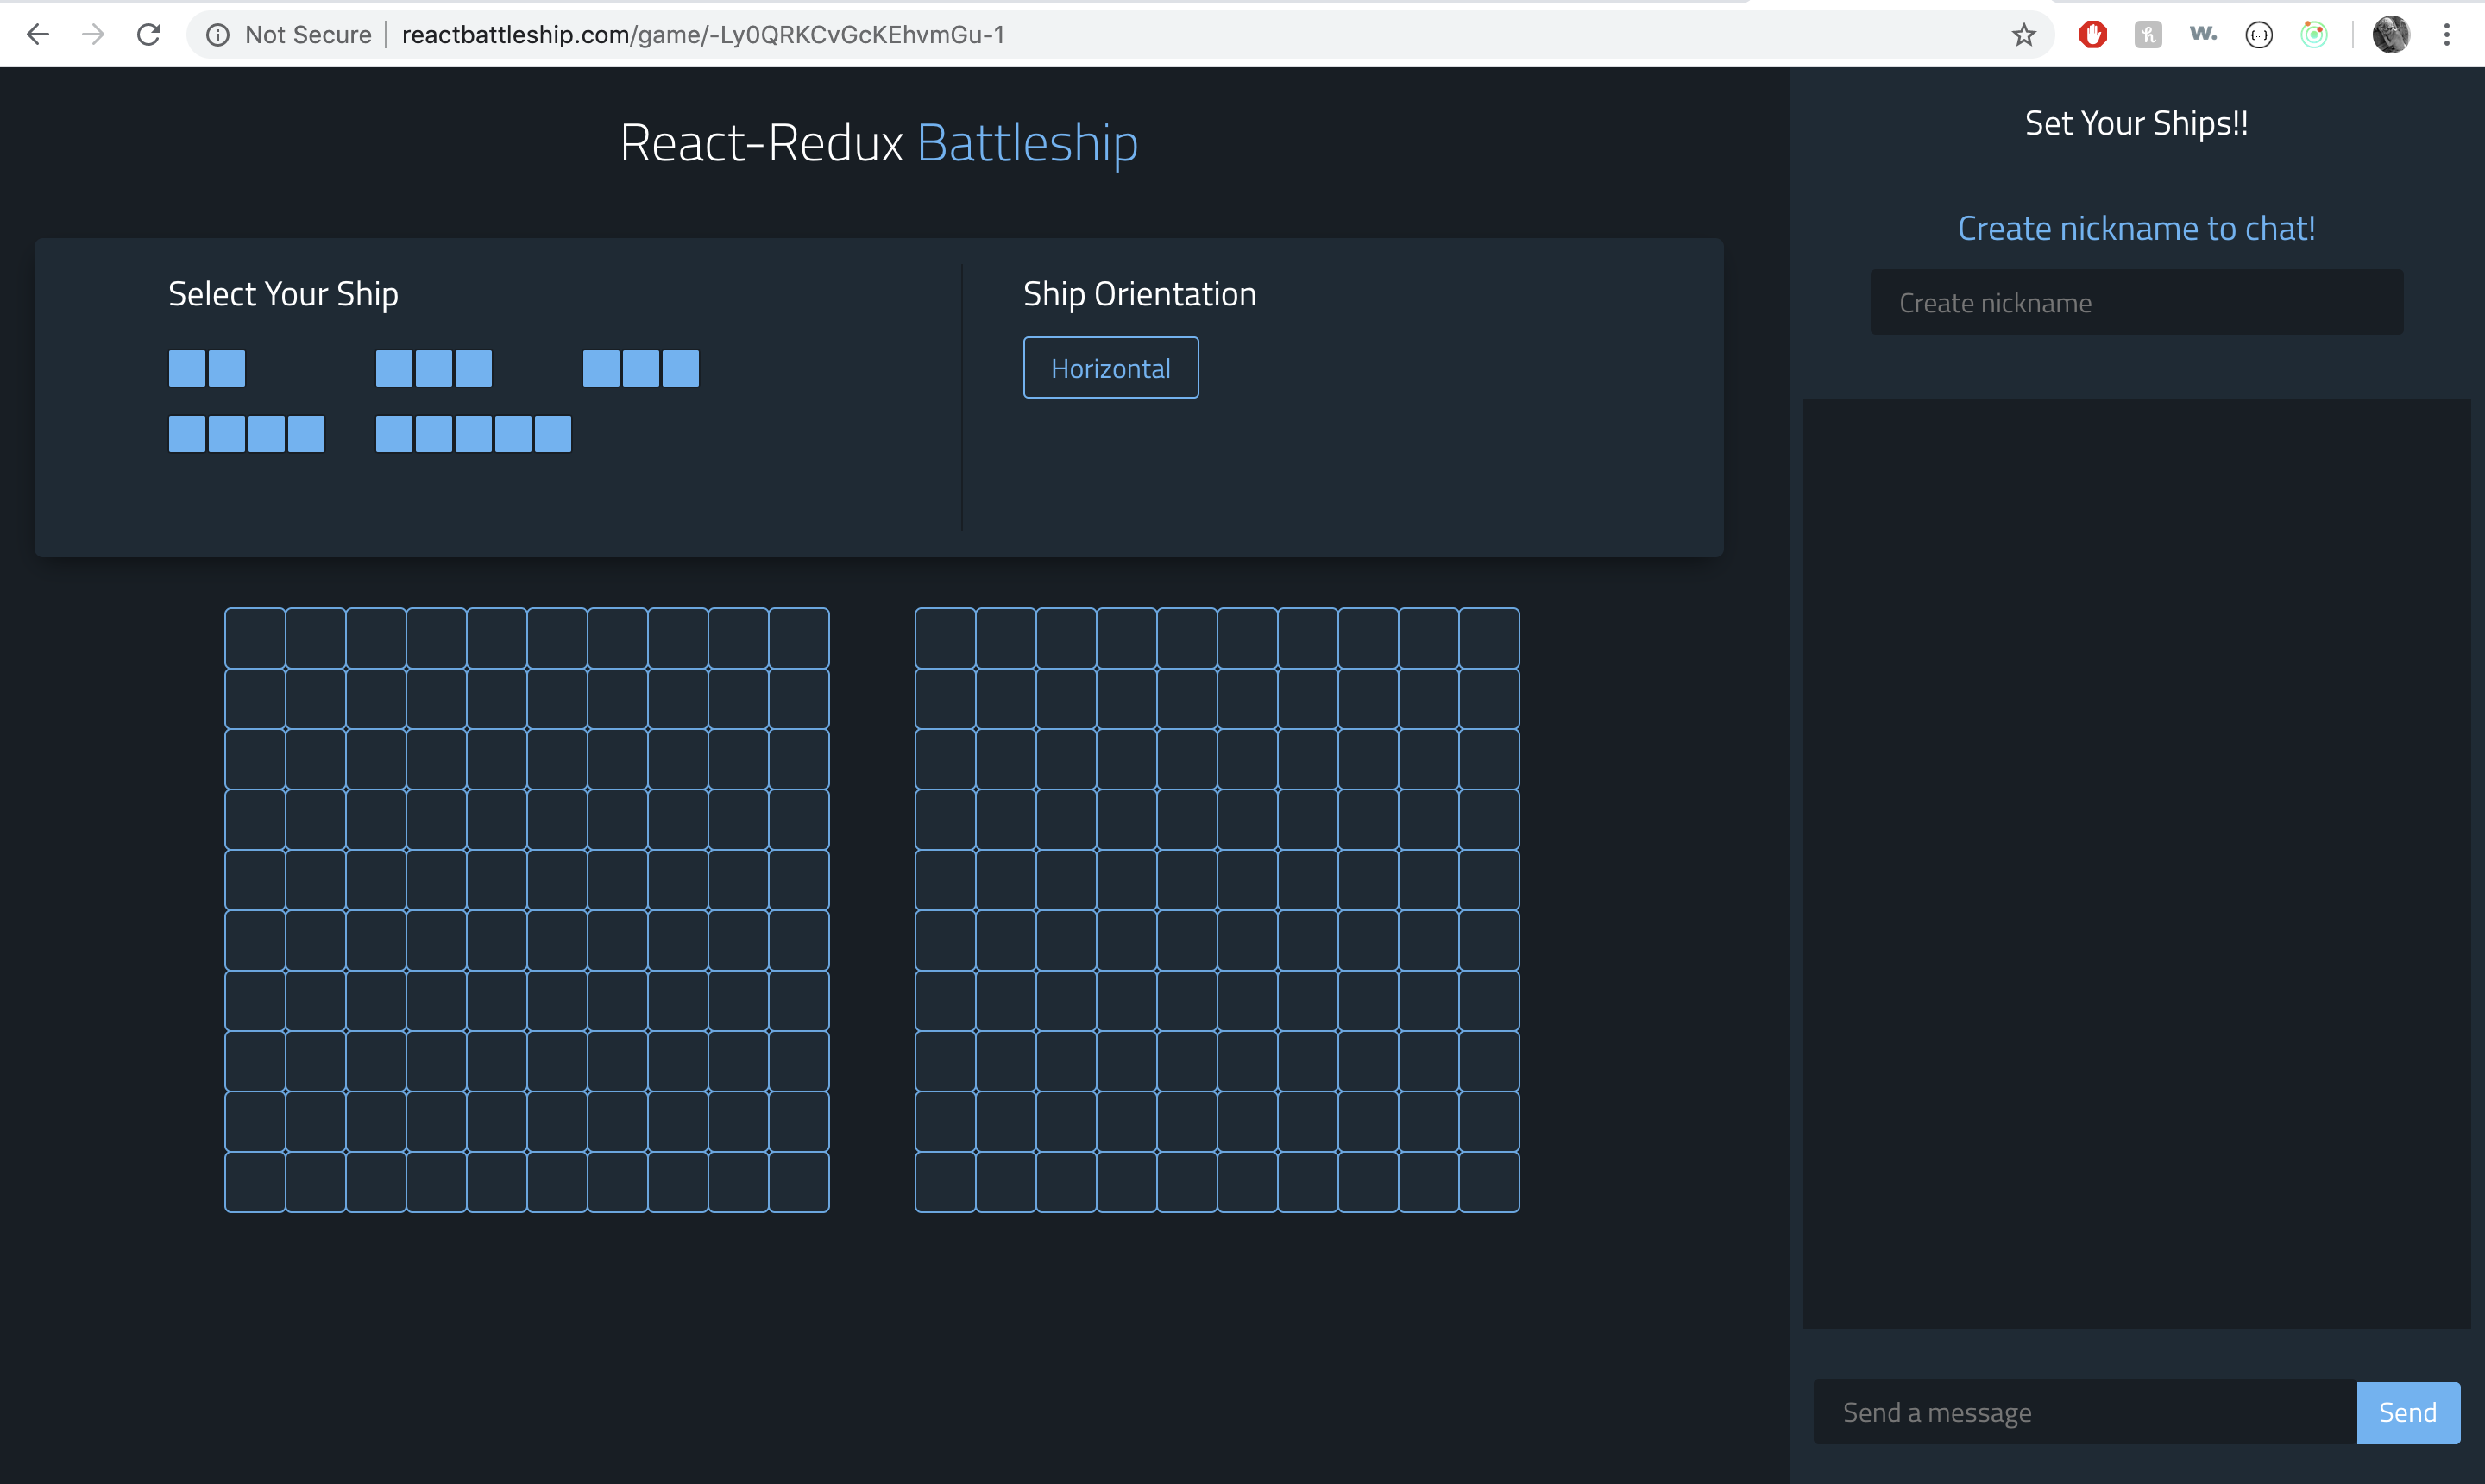 Not Secure
reactbattleship.com/game/-Ly0QRKCvGcKEhvmGu-1
w.
React-Redux Battleship
Select Your Ship
Ship Orientation
Horizontal
Set Your Ships!!
Create nickname to chat!
Create nickname
Send a message
Send